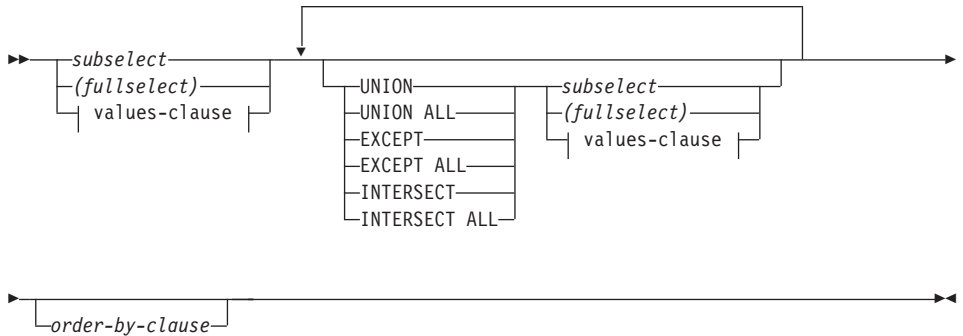 subselect
(fullselect)
values-clause
UNION
UNION ALL
EXCEPT
EXCEPT ALL
INTERSECT
INTERSECT ALL
subselect
(fullselect)
values-clause
order-by-clause